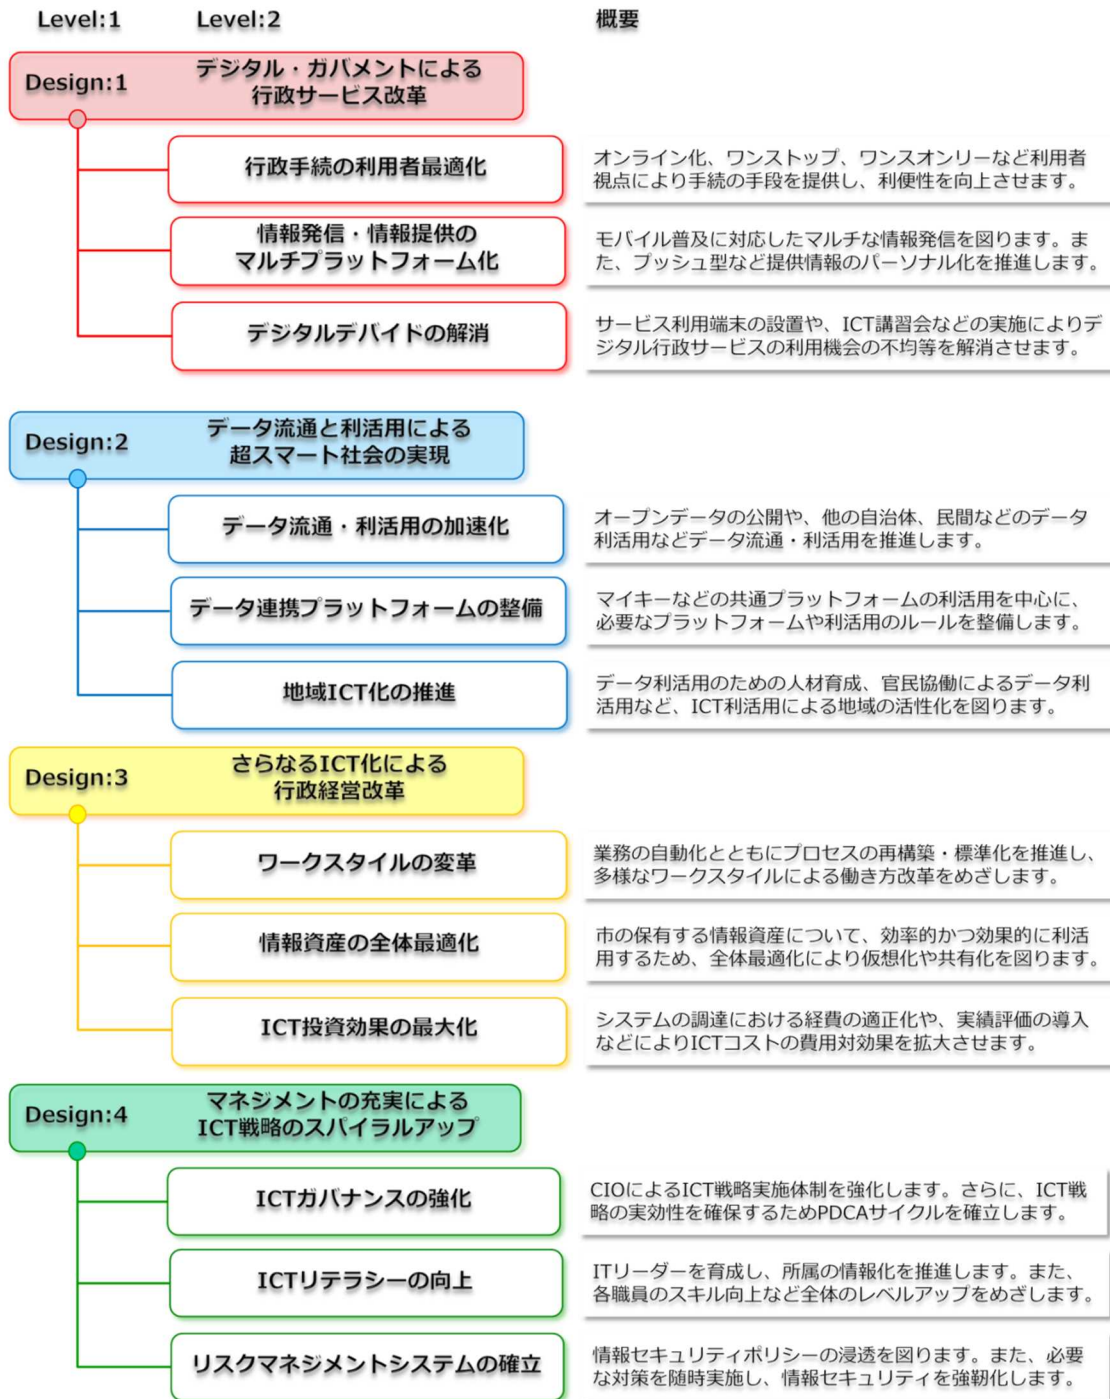 Level:1 Level:2 概要
Design:1 デジタル・ガバメントによる
行政サービス改革
行政手続の利用者最適化
オンライン化、ワンストップ、ワンスオンリーなど利用者
視点により手続の手段を提供し、利便性を向上させます。
情報発信・情報提供の
マルチプラットフォーム化
モバイル普及に対応したマルチな情報発信を図ります。ま
た、プッシュ型など提供情報のパーソナル化を推進します。
デジタルデバイドの解消
サービス利用端末の設置や、ICT講習会などの実施によりデ
ジタル行政サービスの利用機会の不均等を解消させます。
Design:2 データ流通と利活用による
超スマート社会の実現
データ流通・利活用の加速化
オープンデータの公開や、他の自治体、民間などのデータ
利活用などデータ流通・利活用を推進します。
データ連携プラットフォームの整備
マイキーなどの共通プラットフォームの利活用を中心に、
必要なプラットフォームや利活用のルールを整備します。
地域ICT化の推進
データ利活用のための人材育成、官民協働によるデータ利
活用など、ICT利活用による地域の活性化を図ります。
Design:3 さらなるICT化による
行政経営改革
ワークスタイルの変革
業務の自動化とともにプロセスの再構築・標準化を推進し、
多様なワークスタイルによる働き方改革をめざします。
情報資産の全体最適化
市の保有する情報資産について、効率的かつ効果的に利活
用するため、全体最適化により仮想化や共有化を図ります。
ICT投資効果の最大化
システムの調達における経費の適正化や、実績評価の導入
などによりICTコストの費用対効果を拡大させます。
Design:4 マネジメントの充実による
ICT戦略のスパイラルアップ
ICTガバナンスの強化
CIOによるICT戦略実施体制を強化します。さらに、ICT戦
略の実効性を確保するためPDCAサイクルを確立します。
ICTリテラシーの向上
ITリーダーを育成し、所属の情報化を推進します。また、
各職員のスキル向上など全体のレベルアップをめざします。
リスクマネジメントシステムの確立
情報セキュリティポリシーの浸透を図ります。また、必要
な対策を随時実施し、情報セキュリティを強靭化します。